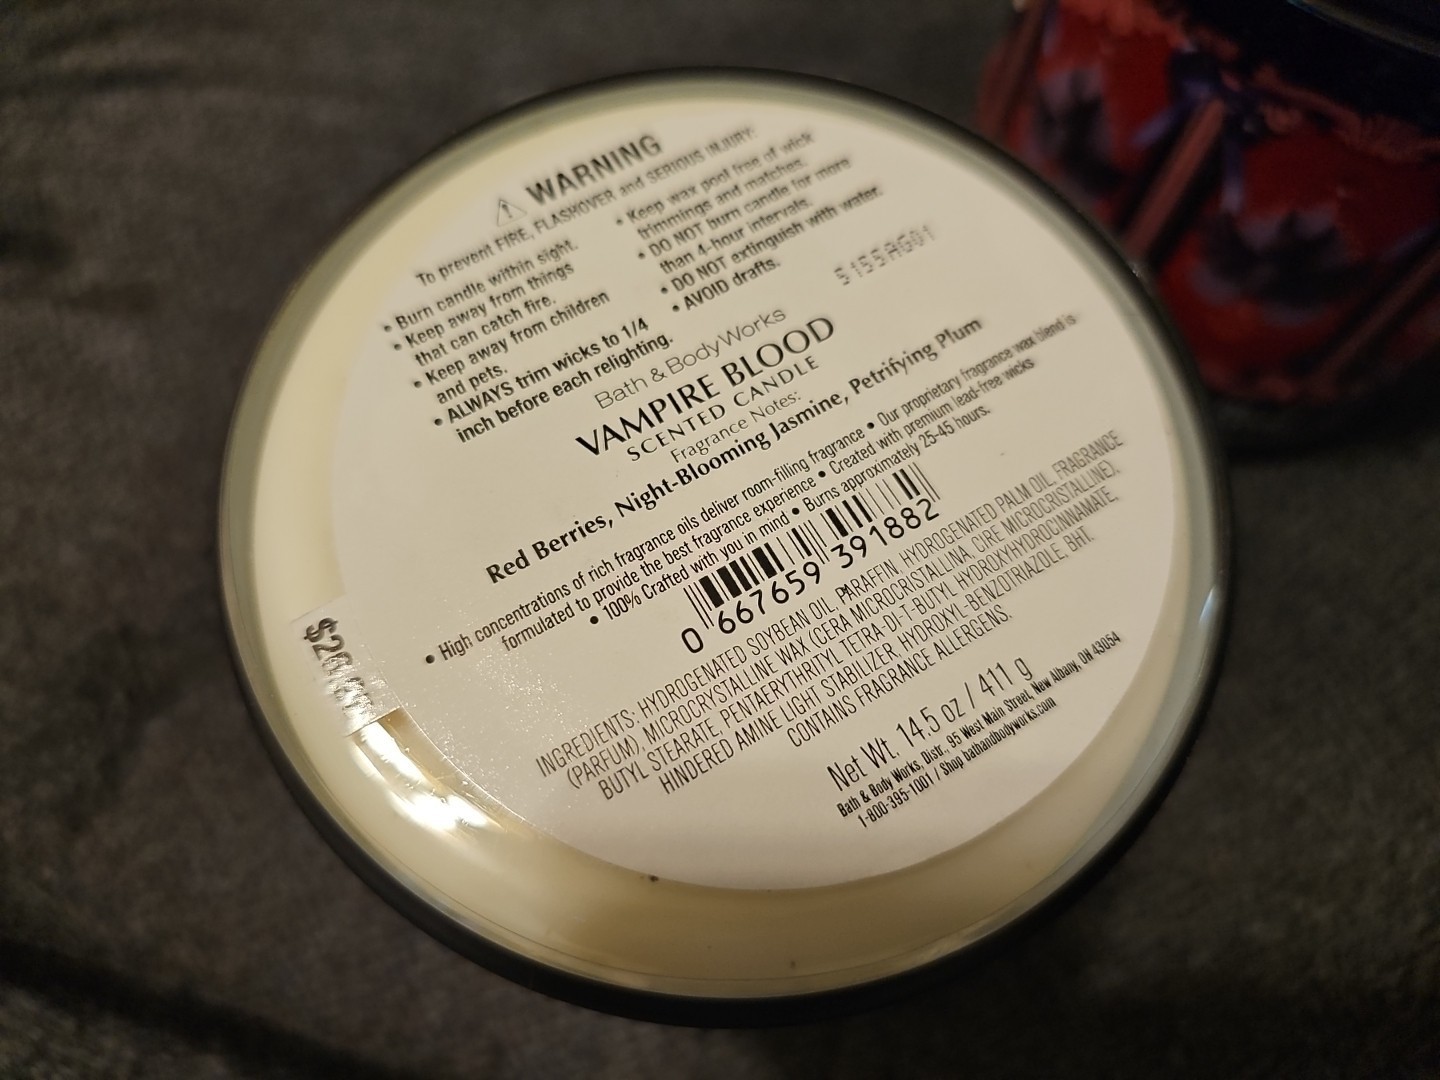 ⚠ WARNING
To prevent FIRE, FLASHOVER and SERIOUS INJURY:
• Burn candle within sight.
• Keep away from things
that can catch fire.
• Keep away from children
and pets.
• ALWAYS trim wicks to 1/4
inch before each relighting.
• Keep wax pool free of wick
trimmings and matches.
• DO NOT burn candle for more
than 4-hour intervals.
• DO NOT extinguish with water.
• AVOID drafts.
5155AG01
Bath & Body Works
VAMPIRE BLOOD
SCENTED CANDLE
Fragrance Notes:
Red Berries, Night-Blooming Jasmine, Petrifying Plum
• High concentrations of rich fragrance oils deliver room-filling fragrance • Our proprietary fragrance wax blend is
formulated to provide the best fragrance experience • Created with premium lead-free wicks
• 100% Crafted with you in mind • Burns approximately 25-45 hours.
0 667659 391882
INGREDIENTS: HYDROGENATED SOYBEAN OIL, PARAFFIN, HYDROGENATED PALM OIL, FRAGRANCE
(PARFUM), MICROCRYSTALLINE WAX (CERA MICROCRISTALLINA, CIRE MICROCRISTALLINE),
BUTYL STEARATE, PENTAERYTHRITYL TETRA-DI-T-BUTYL HYDROXYHYDROCINNAMATE,
HINDERED AMINE LIGHT STABILIZER, HYDROXYL-BENZOTRIAZOLE, BHT.
CONTAINS FRAGRANCE ALLERGENS.
Net Wt. 14.5 oz / 411 g
Bath & Body Works, Distr., 95 West Main Street, New Albany, OH 43054
1-800-395-1001 / Shop bathandbodyworks.com